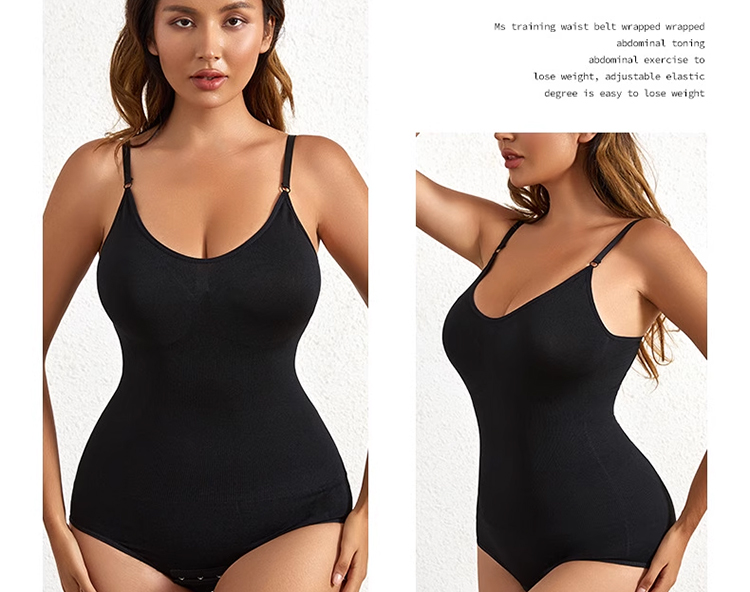 Ms training waist belt wrapped wrapped
abdominal toning
abdominal exercise to
lose weight, adjustable elastic
degree is easy to lose weight